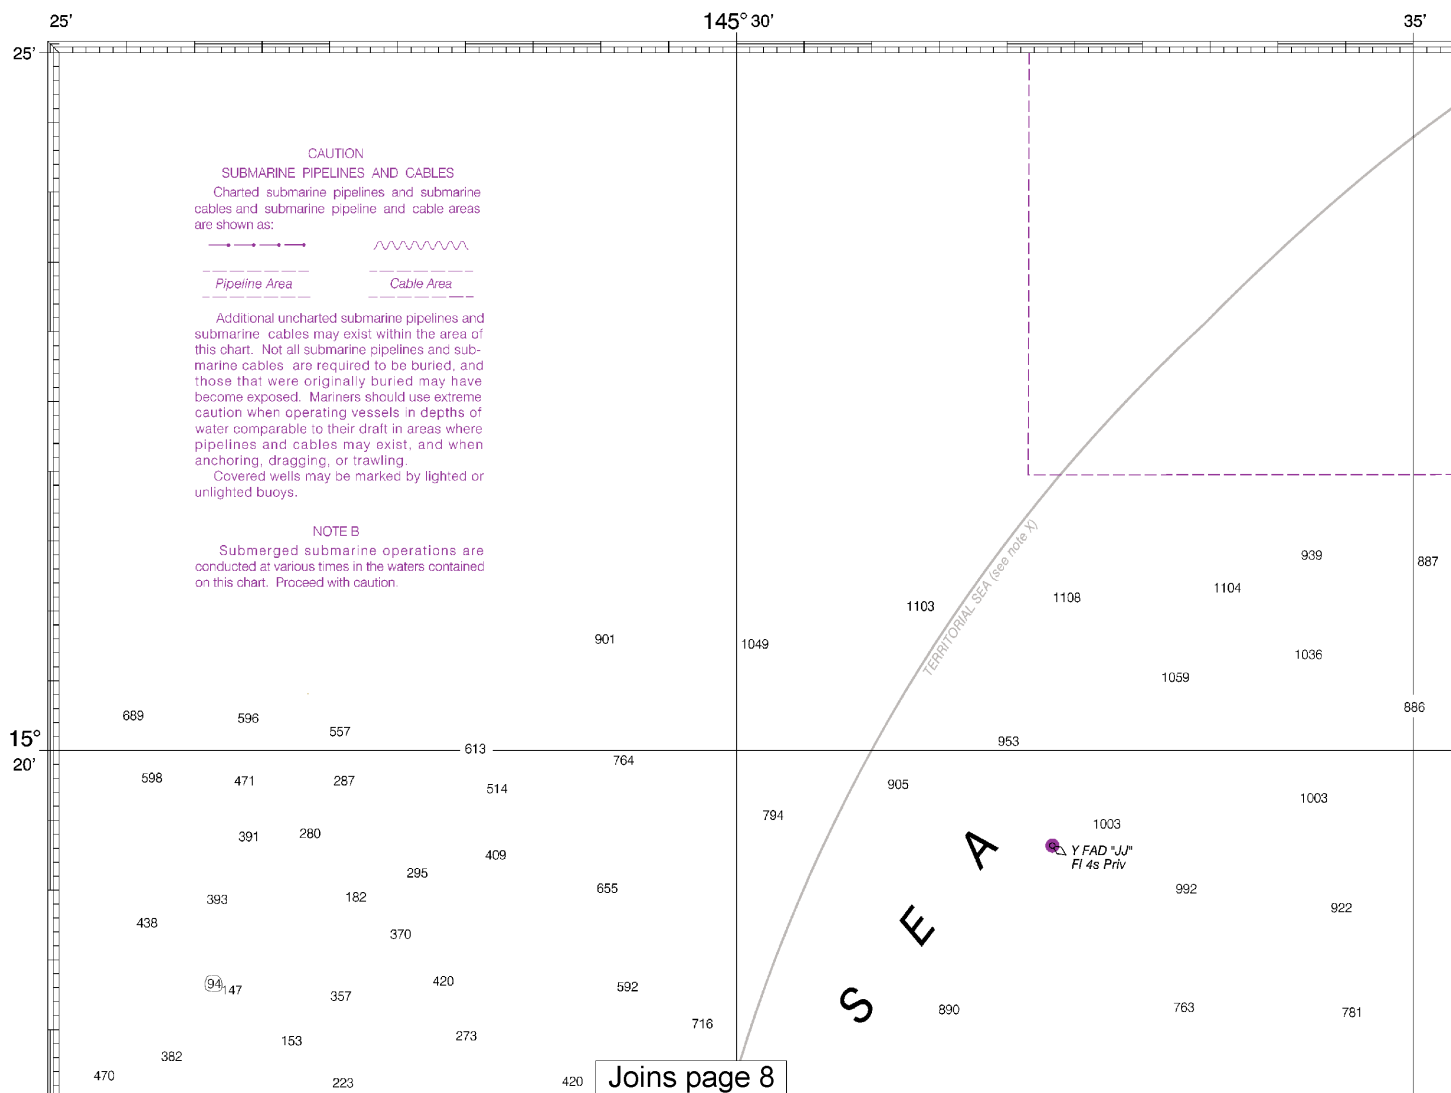 25'
145° 30'
35'
25'
CAUTION
SUBMARINE PIPELINES AND CABLES
Charted submarine pipelines and submarine
cables and submarine pipeline and cable areas
are shown as:
Pipeline Area
Cable Area
Additional uncharted submarine pipelines and
submarine cables may exist within the area of
this chart. Not all submarine pipelines and sub-
marine cables are required to be buried, and
those that were originally buried may have
become exposed. Mariners should use extreme
caution when operating vessels in depths of
water comparable to their draft in areas where
pipelines and cables may exist, and when
anchoring, dragging, or trawling.
Covered wells may be marked by lighted or
unlighted buoys.
NOTE B
Submerged submarine operations are
conducted at various times in the waters contained
on this chart. Proceed with caution.
TERRITORIAL SEA (see note X)
939
887
1104
1108
1103
901
1049
1036
1059
886
689
596
557
15°
20'
613
953
764
598
471
287
514
905
1003
794
391
280
1003
409
Y FAD "JJ"
Fl 4s Priv
295
655
992
393
182
922
438
370
94
147
357
420
592
S E A
890
763
781
716
153
273
382
470
223
420
Joins page 8